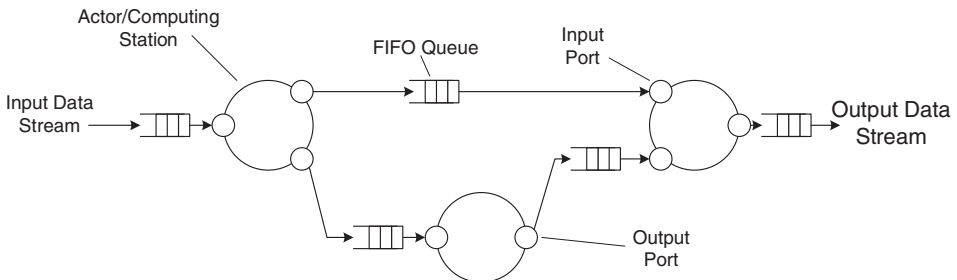 Actor/Computing
Station
FIFO Queue
Input
Port
Input Data
Stream
Output Data
Stream
Output
Port